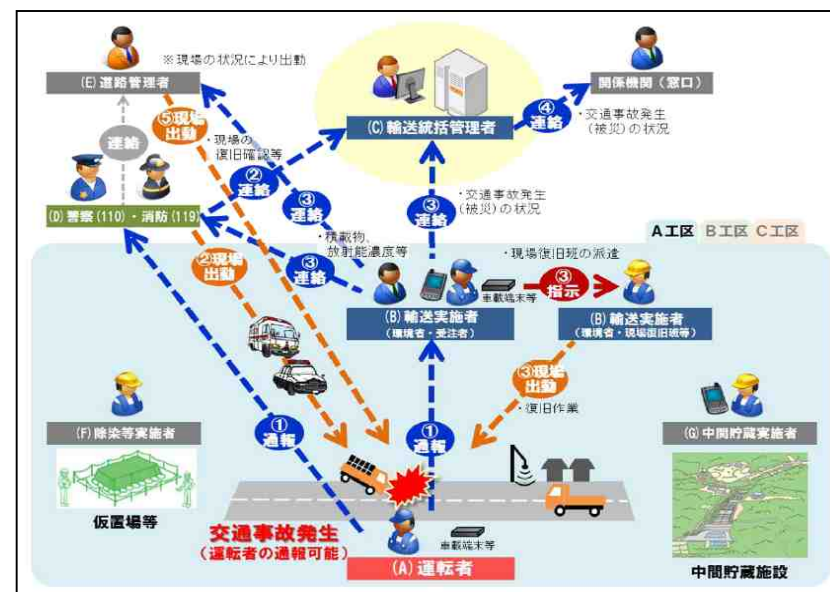 ※現場の状況により出動
(E)道路管理者
関係機関(窓口)
⑤現場
出動
④
連絡
・交通事故発生
(被災)の状況
(C)輸送統括管理者
連絡
・現場の
復旧確認等
②
連絡
③
連絡
③
連絡
・交通事故発生
(被災)の状況
(D)警察(110)・消防(119)
A工区 B工区 C工区
・積載物、
放射能濃度等
③
連絡
②現場
出動
・現場復旧班の派遣
③
指示
車載端末等
(B)輸送実施者
(環境省・受注者)
(B)輸送実施者
(環境省・現場復旧班等)
③現場
出動
・復旧作業
①
通報
①
通報
(F)除染等実施者
(G)中間貯蔵実施者
仮置場等
交通事故発生
(運転者の通報可能)
車載端末等
(A)運転者
中間貯蔵施設